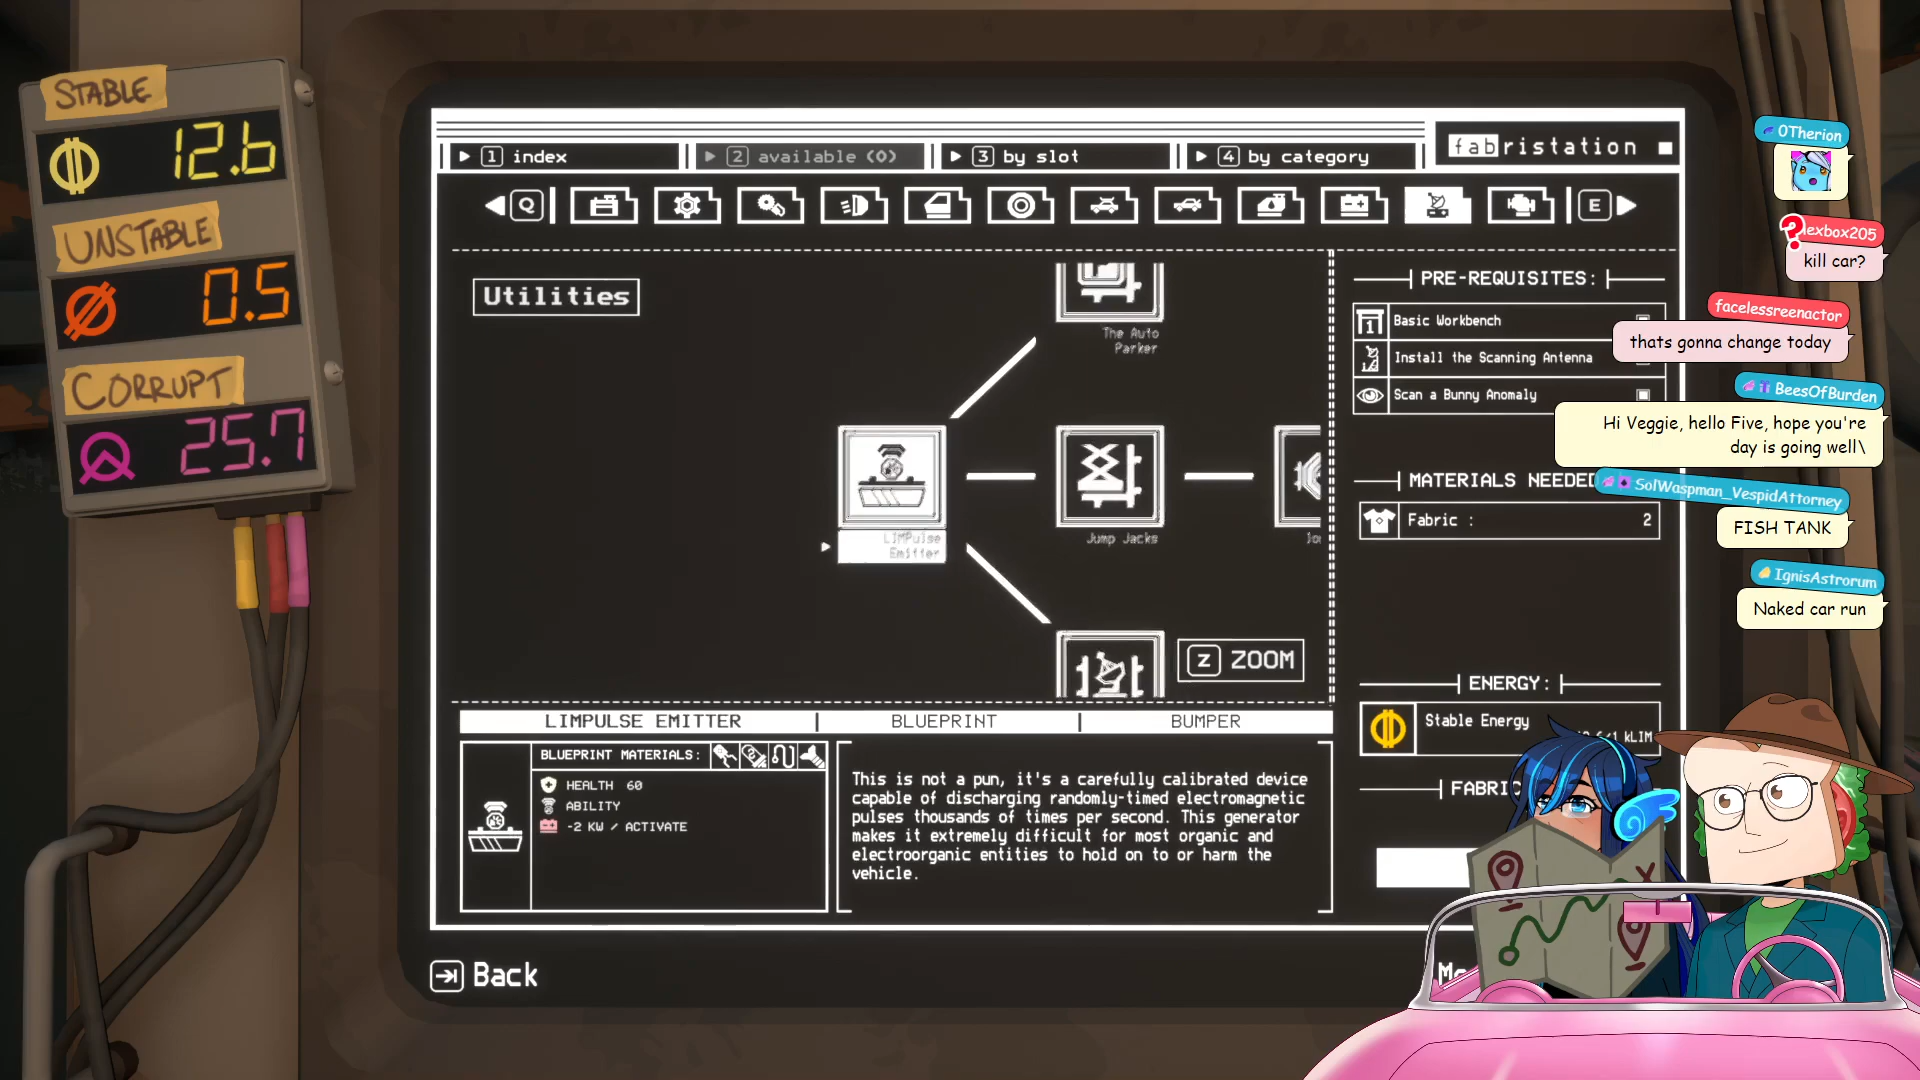 STABLE
12.6
UNSTABLE
0.5
CORRUPT
25.7
1 index
2 available (0)
3 by slot
4 by category
fabristation
Q
E
Utilities
The Auto
Parker
LIMPulse
Emitter
Jump Jacks
Z ZOOM
PRE-REQUISITES:
Basic Workbench
Install the Scanning Antenna
Scan a Bunny Anomaly
MATERIALS NEEDED
Fabric : 2
ENERGY:
Stable Energy
/1 kLIM
FABRIC
LIMPULSE EMITTER
BLUEPRINT
BUMPER
BLUEPRINT MATERIALS:
HEALTH 60
ABILITY
-2 KW / ACTIVATE
This is not a pun, it's a carefully calibrated device
capable of discharging randomly-timed electromagnetic
pulses thousands of times per second. This generator
makes it extremely difficult for most organic and
electroorganic entities to hold on to or harm the
vehicle.
Back
OTherion
lexbox205
kill car?
facelessreenactor
thats gonna change today
BeesOfBurden
Hi Veggie, hello Five, hope you're
day is going well\
SolWaspman_VespidAttorney
FISH TANK
IgnisAstrorum
Naked car run